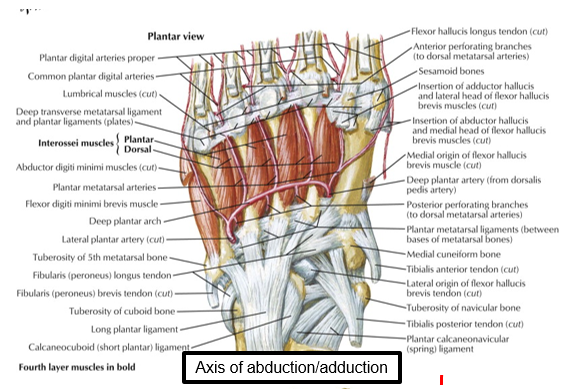 Plantar view
Plantar digital arteries proper
Common plantar digital arteries
Lumbrical muscles (cut)
Deep transverse metatarsal ligament
and plantar ligaments (plates)
Interossei muscles { Plantar
Dorsal
Abductor digiti minimi muscles (cut)
Plantar metatarsal arteries
Flexor digiti minimi brevis muscle
Deep plantar arch
Lateral plantar artery (cut)
Tuberosity of 5th metatarsal bone
Fibularis (peroneus) longus tendon
Fibularis (peroneus) brevis tendon (cut)
Tuberosity of cuboid bone
Long plantar ligament
Calcaneocuboid (short plantar) ligament
Fourth layer muscles in bold
Flexor hallucis longus tendon (cut)
Anterior perforating branches
(to dorsal metatarsal arteries)
Sesamoid bones
Insertion of adductor hallucis
and lateral head of flexor hallucis
brevis muscles (cut)
Insertion of abductor hallucis
and medial head of flexor hallucis
brevis muscles (cut)
Medial origin of flexor hallucis
brevis muscle (cut)
Deep plantar artery (from dorsalis
pedis artery)
Posterior perforating branches
(to dorsal metatarsal arteries)
Plantar metatarsal ligaments (between
bases of metatarsal bones)
Medial cuneiform bone
Tibialis anterior tendon (cut)
Lateral origin of flexor hallucis
brevis tendon (cut)
Tuberosity of navicular bone
Tibialis posterior tendon (cut)
Plantar calcaneonavicular
(spring) ligament
Axis of abduction/adduction